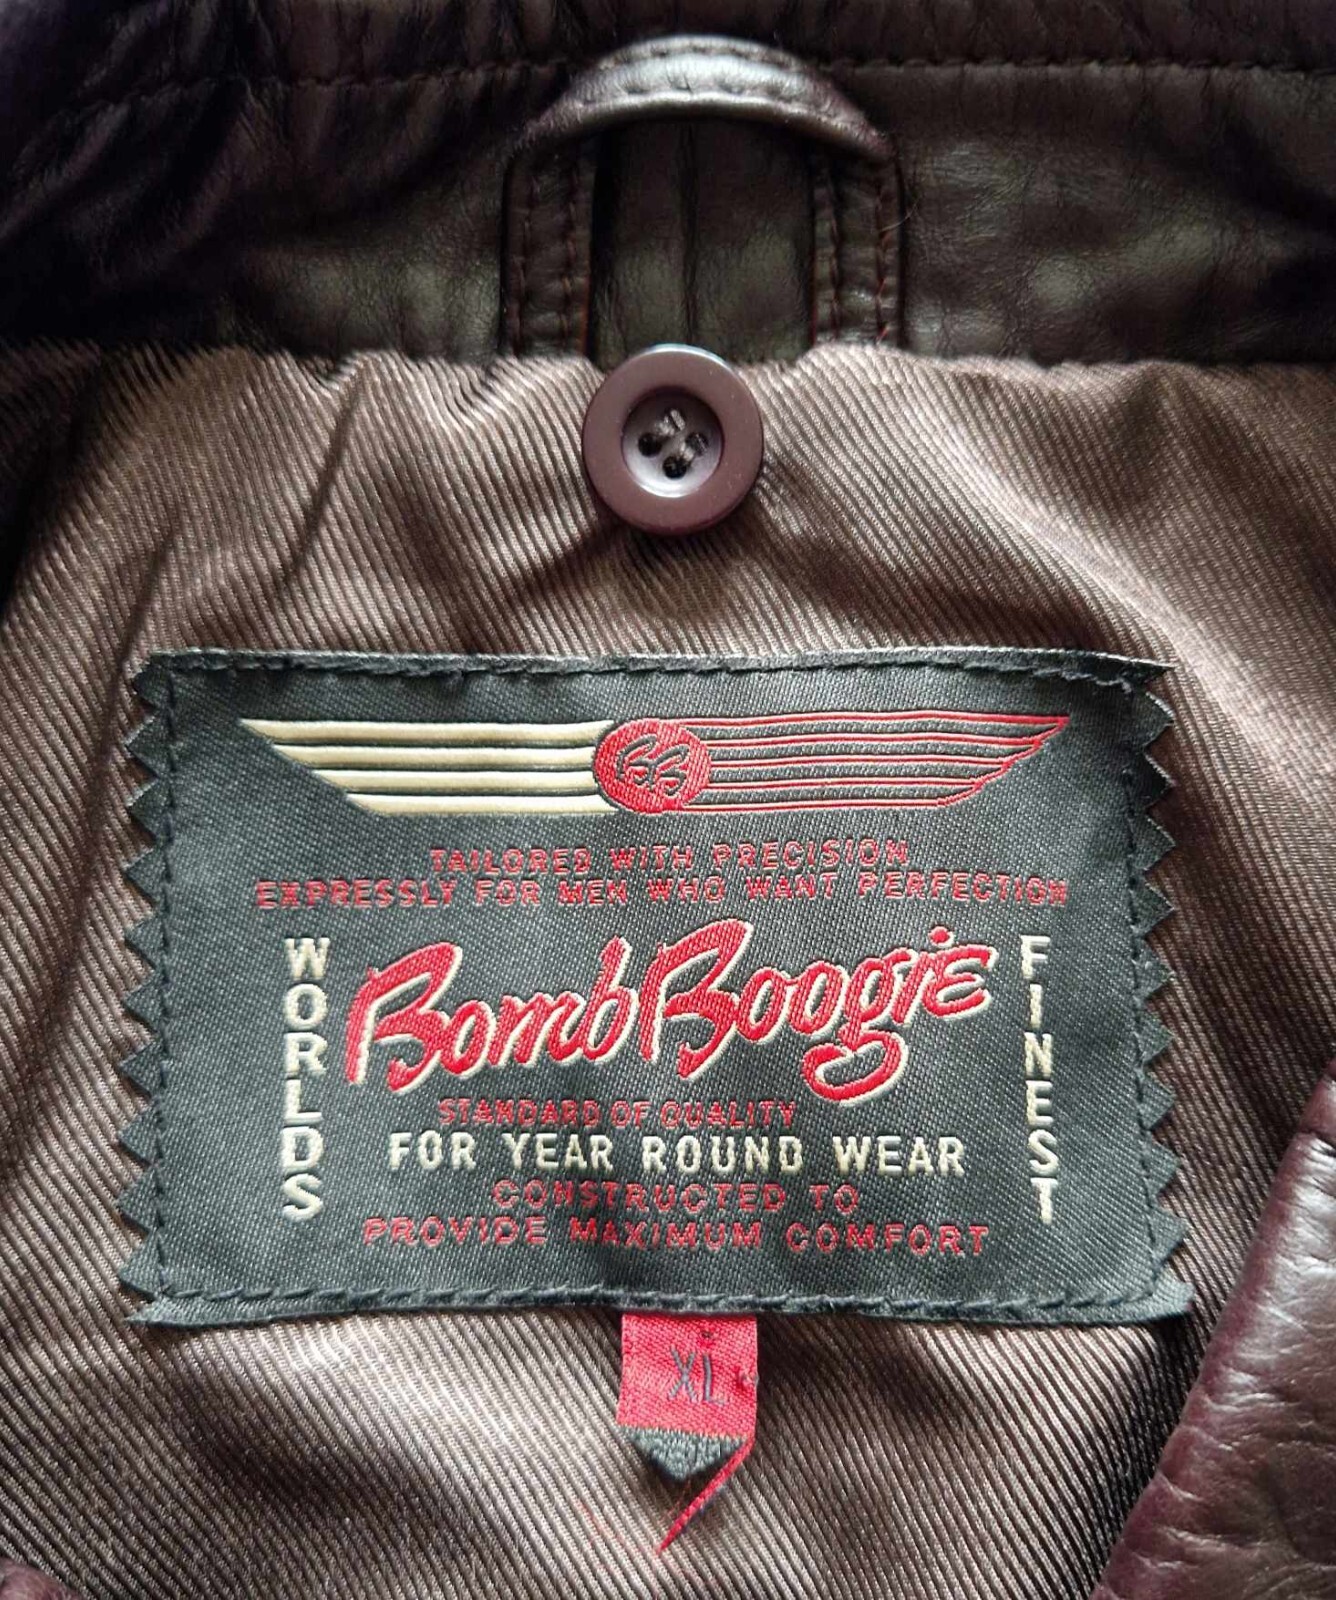 BB
TAILORED WITH PRECISION
EXPRESSLY FOR MEN WHO WANT PERFECTION
WORLDS
Bomb Boogie
FINEST
STANDARD OF QUALITY
FOR YEAR ROUND WEAR
CONSTRUCTED TO
PROVIDE MAXIMUM COMFORT
XL